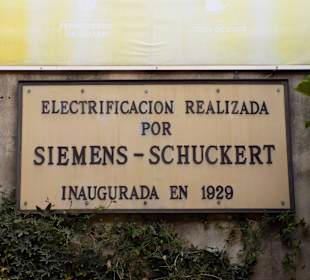 ELECTRIFICACION REALIZADA
POR
SIEMENS-SCHUCKERT
INAUGURADA EN 1929